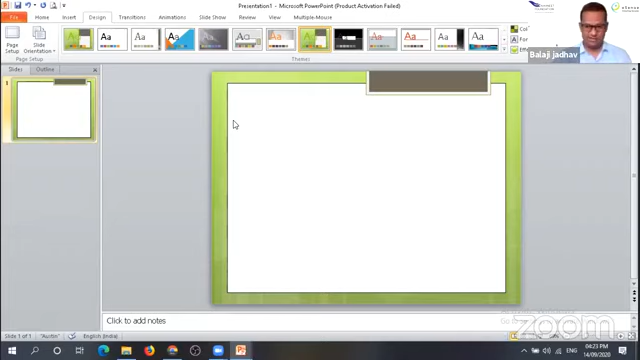 Presentation1 - Microsoft PowerPoint (Product Activation Failed)
File
Home
Insert
Design
Transitions
Animations
Slide Show
Review
View
Multiple-Mouse
Page Setup
Slide Orientation
Page Setup
Themes
Balaji jadhav
Slides
Outline
1
Click to add notes
zoom
Slide 1 of 1
"Austin"
English (India)
ENG
04:23 PM
14/09/2020